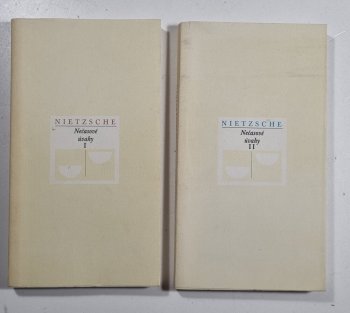 NIETZSCHE
Nečasové
úvahy
I
NIETZSCHE
Nečasové
úvahy
II